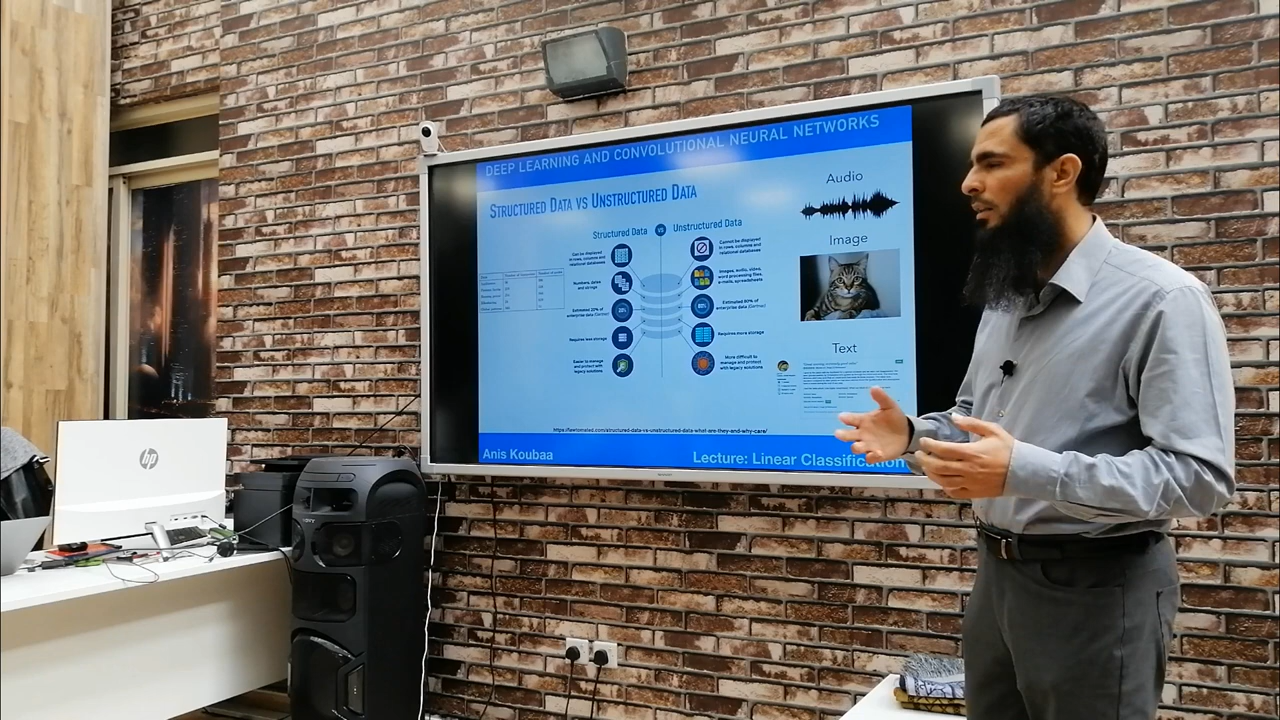 DEEP LEARNING AND CONVOLUTIONAL NEURAL NETWORKS
STRUCTURED DATA VS UNSTRUCTURED DATA
Structured Data
VS
Unstructured Data
Can be displayed
in rows, columns and
relational databases
Numbers, dates
and strings
Estimated 20% of
enterprise data (Gartner)
Requires less storage
Easier to manage
and protect with
legacy solutions
20%
Cannot be displayed
in rows, columns and
relational databases
Images, audio, video,
word processing files,
e-mails, spreadsheets
80%
Estimated 80% of
enterprise data (Gartner)
Requires more storage
More difficult to
manage and protect
with legacy solutions
Audio
Image
Text
https://lawtomated.com/structured-data-vs-unstructured-data-what-are-they-and-why-care/
Anis Koubaa
Lecture: Linear Classification
hp
SONY